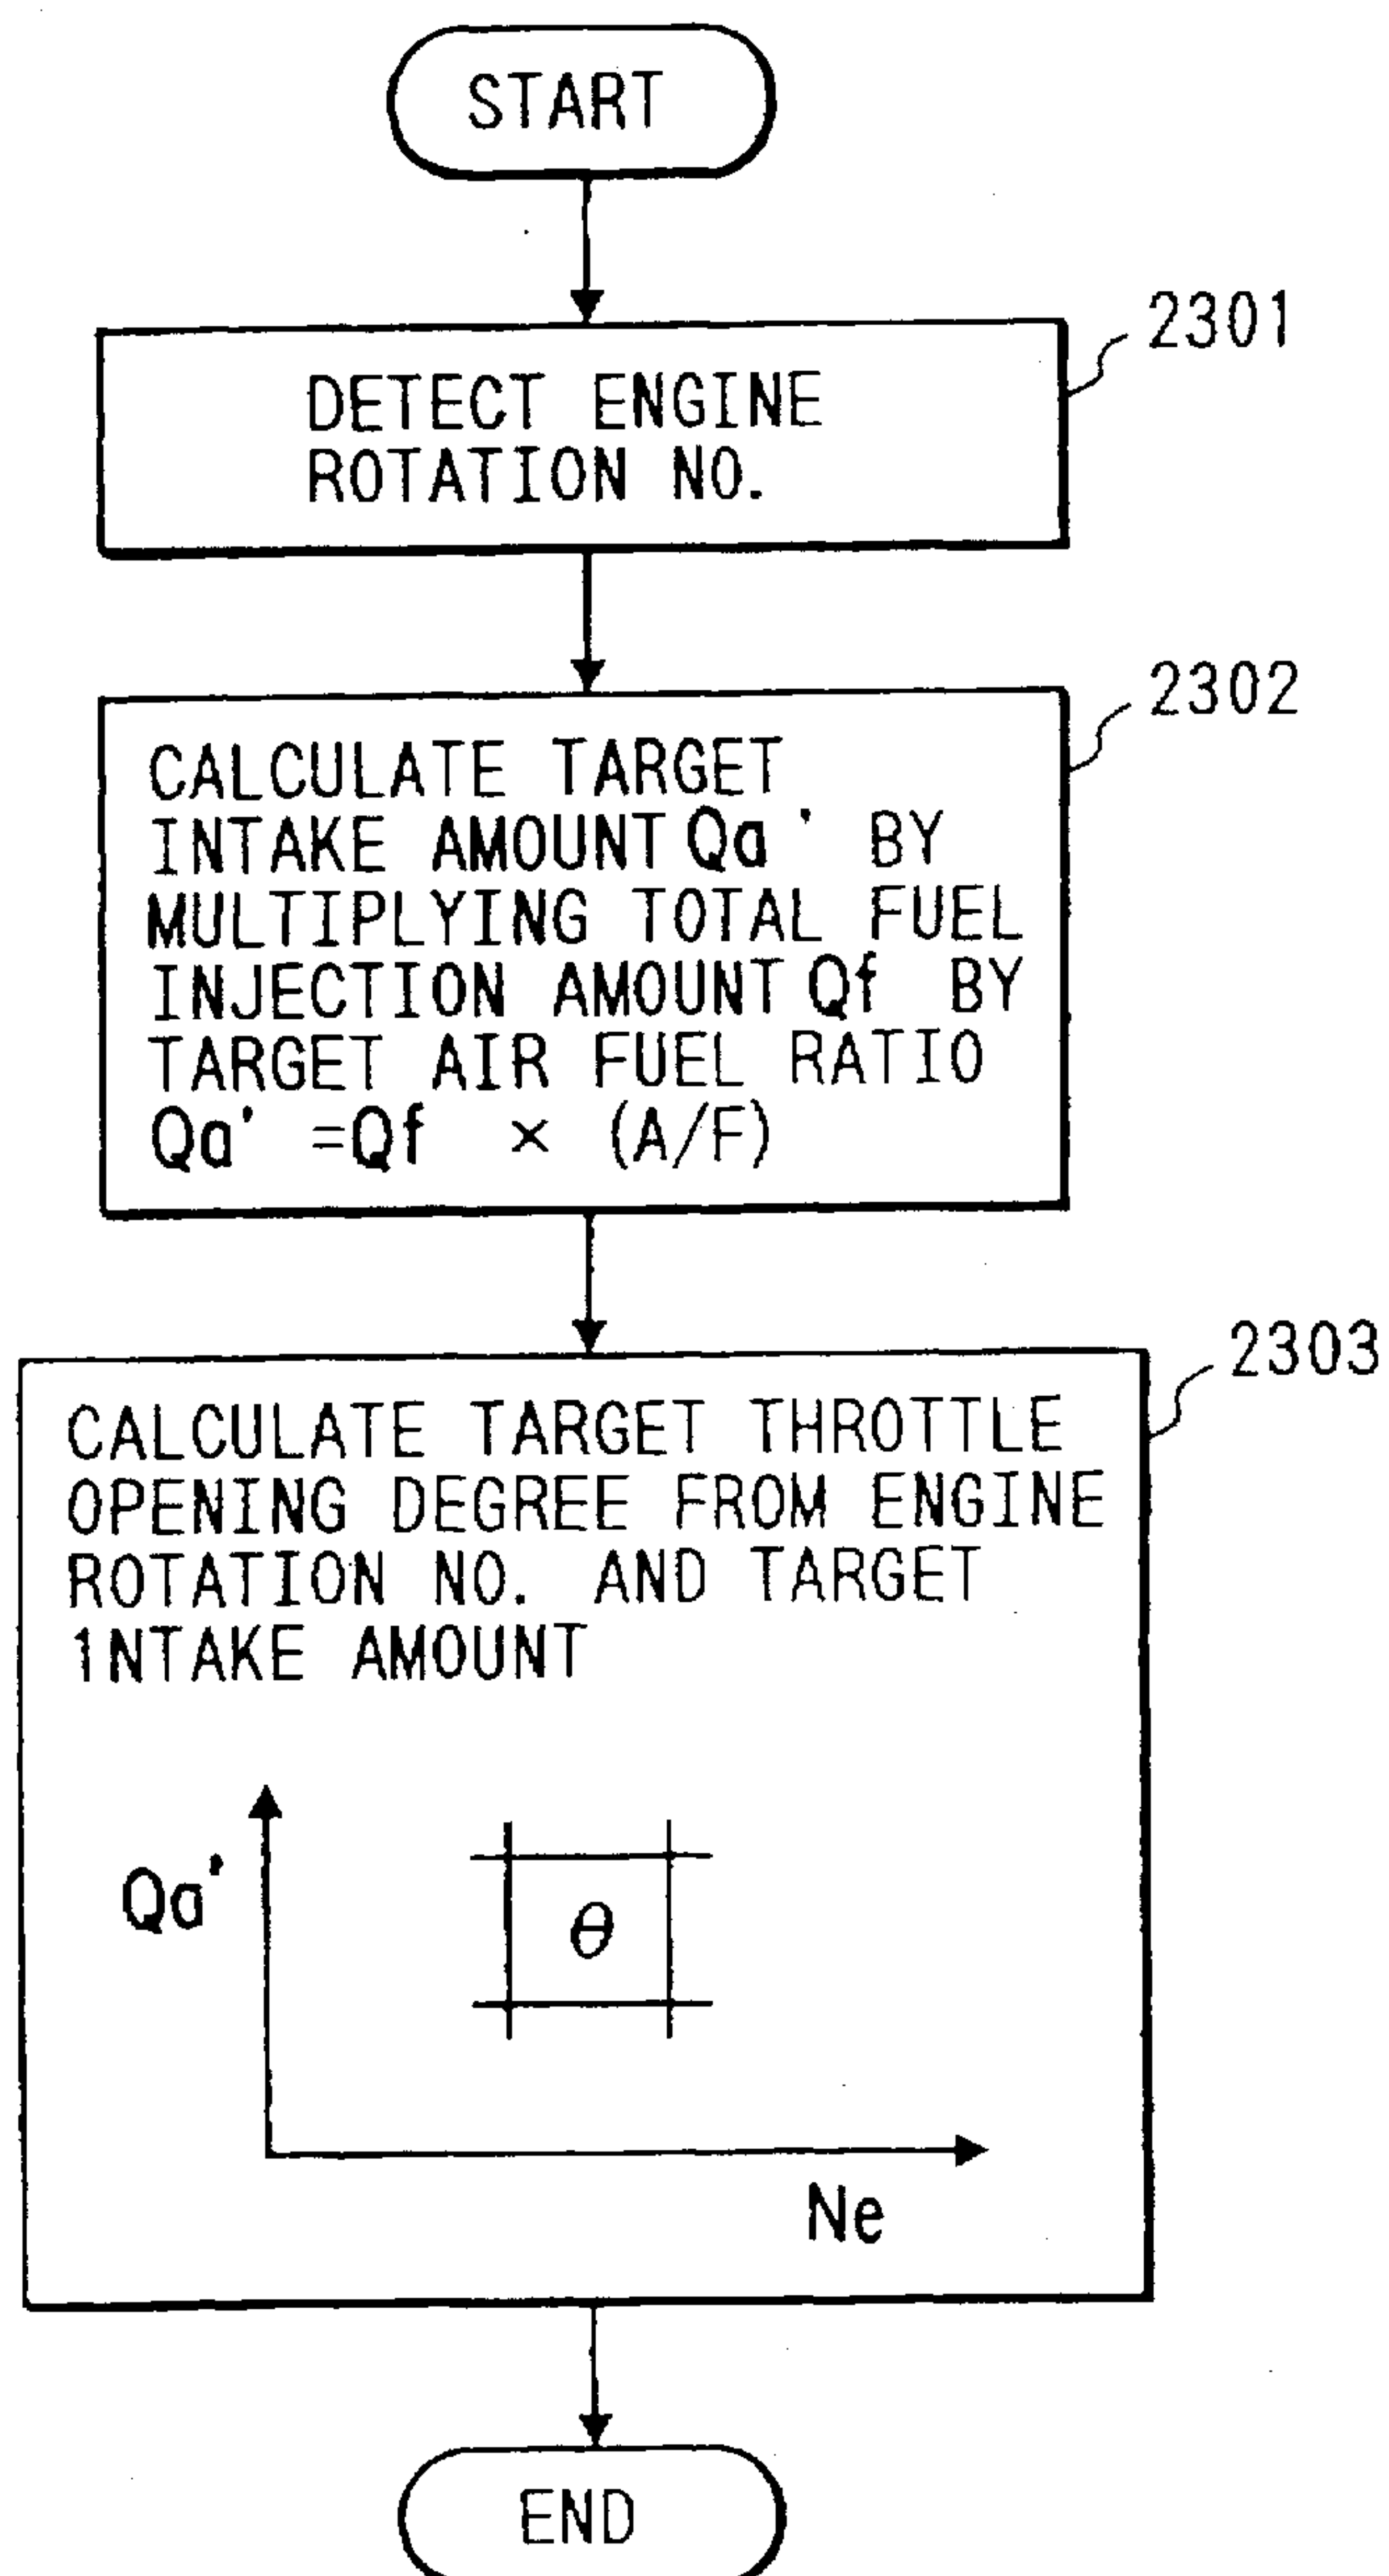 START
2301
DETECT ENGINE
ROTATION NO.
2302
CALCULATE TARGET
INTAKE AMOUNT Qa' BY
MULTIPLYING TOTAL FUEL
INJECTION AMOUNT Qf BY
TARGET AIR FUEL RATIO
Qa' =Qf × (A/F)
2303
CALCULATE TARGET THROTTLE
OPENING DEGREE FROM ENGINE
ROTATION NO. AND TARGET
1NTAKE AMOUNT
Qa'
θ
Ne
END